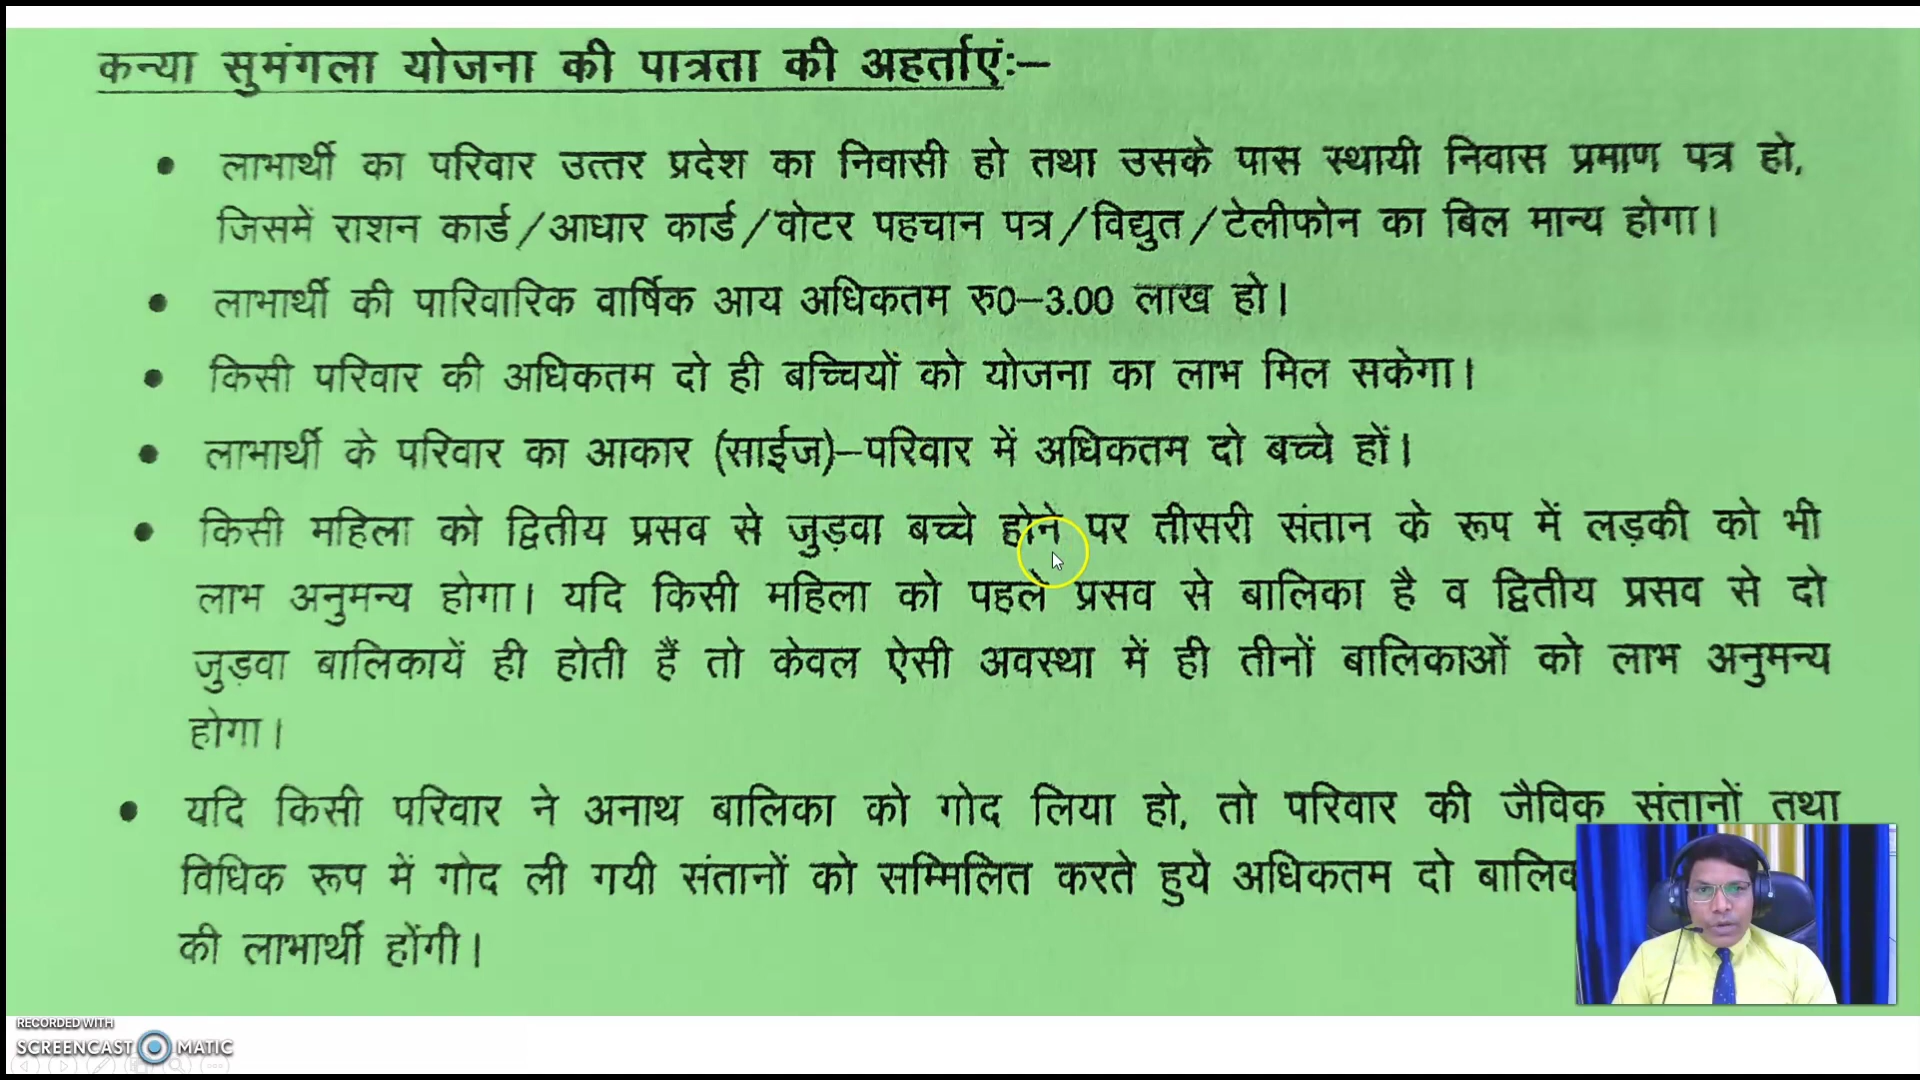 कन्या सुमंगला योजना की पात्रता की अहर्ताएं:–
• लाभार्थी का परिवार उत्तर प्रदेश का निवासी हो तथा उसके पास स्थायी निवास प्रमाण पत्र हो,
जिसमें राशन कार्ड/आधार कार्ड/वोटर पहचान पत्र/विद्युत/टेलीफोन का बिल मान्य होगा।
• लाभार्थी की पारिवारिक वार्षिक आय अधिकतम रु0–3.00 लाख हो।
• किसी परिवार की अधिकतम दो ही बच्चियों को योजना का लाभ मिल सकेगा।
• लाभार्थी के परिवार का आकार (साईज)–परिवार में अधिकतम दो बच्चे हों।
• किसी महिला को द्वितीय प्रसव से जुड़वा बच्चे होने पर तीसरी संतान के रूप में लड़की को भी
लाभ अनुमन्य होगा। यदि किसी महिला को पहले प्रसव से बालिका है व द्वितीय प्रसव से दो
जुड़वा बालिकायें ही होती हैं तो केवल ऐसी अवस्था में ही तीनों बालिकाओं को लाभ अनुमन्य
होगा।
• यदि किसी परिवार ने अनाथ बालिका को गोद लिया हो, तो परिवार की जैविक संतानों तथा
विधिक रूप में गोद ली गयी संतानों को सम्मिलित करते हुये अधिकतम दो
की लाभार्थी होंगी।
RECORDED WITH
SCREENCAST MATIC